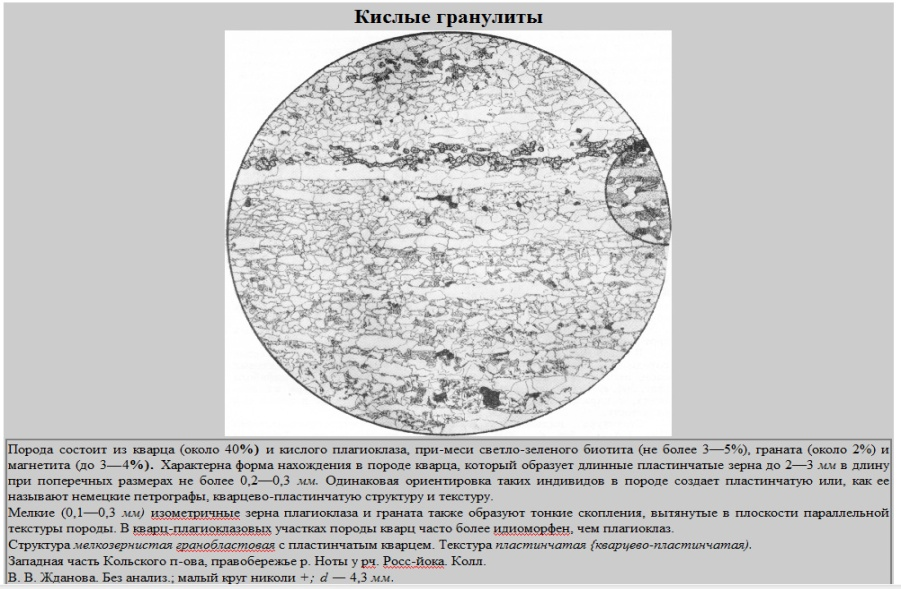 Кислые гранулиты
Порода состоит из кварца (около 40%) и кислого плагиоклаза, при-меси светло-зеленого биотита (не более 3—5%), граната (около 2%) и
магнетита (до 3—4%). Характерна форма нахождения в породе кварца, который образует длинные пластинчатые зерна до 2—3 мм в длину
при поперечных размерах не более 0,2—0,3 мм. Одинаковая ориентировка таких индивидов в породе создает пластинчатую или, как ее
называют немецкие петрографы, кварцево-пластинчатую структуру и текстуру.
Мелкие (0,1—0,3 мм) изометричные зерна плагиоклаза и граната также образуют тонкие скопления, вытянутые в плоскости параллельной
текстуры породы. В кварц-плагиоклазовых участках породы кварц часто более идиоморфен, чем плагиоклаз.
Структура мелкозернистая гранобластовая с пластинчатым кварцем. Текстура пластинчатая {кварцево-пластинчатая).
Западная часть Кольского п-ова, правобережье р. Ноты у рч. Росс-йока. Колл.
В. В. Жданова. Без анализ.; малый круг николи +; d — 4,3 мм.